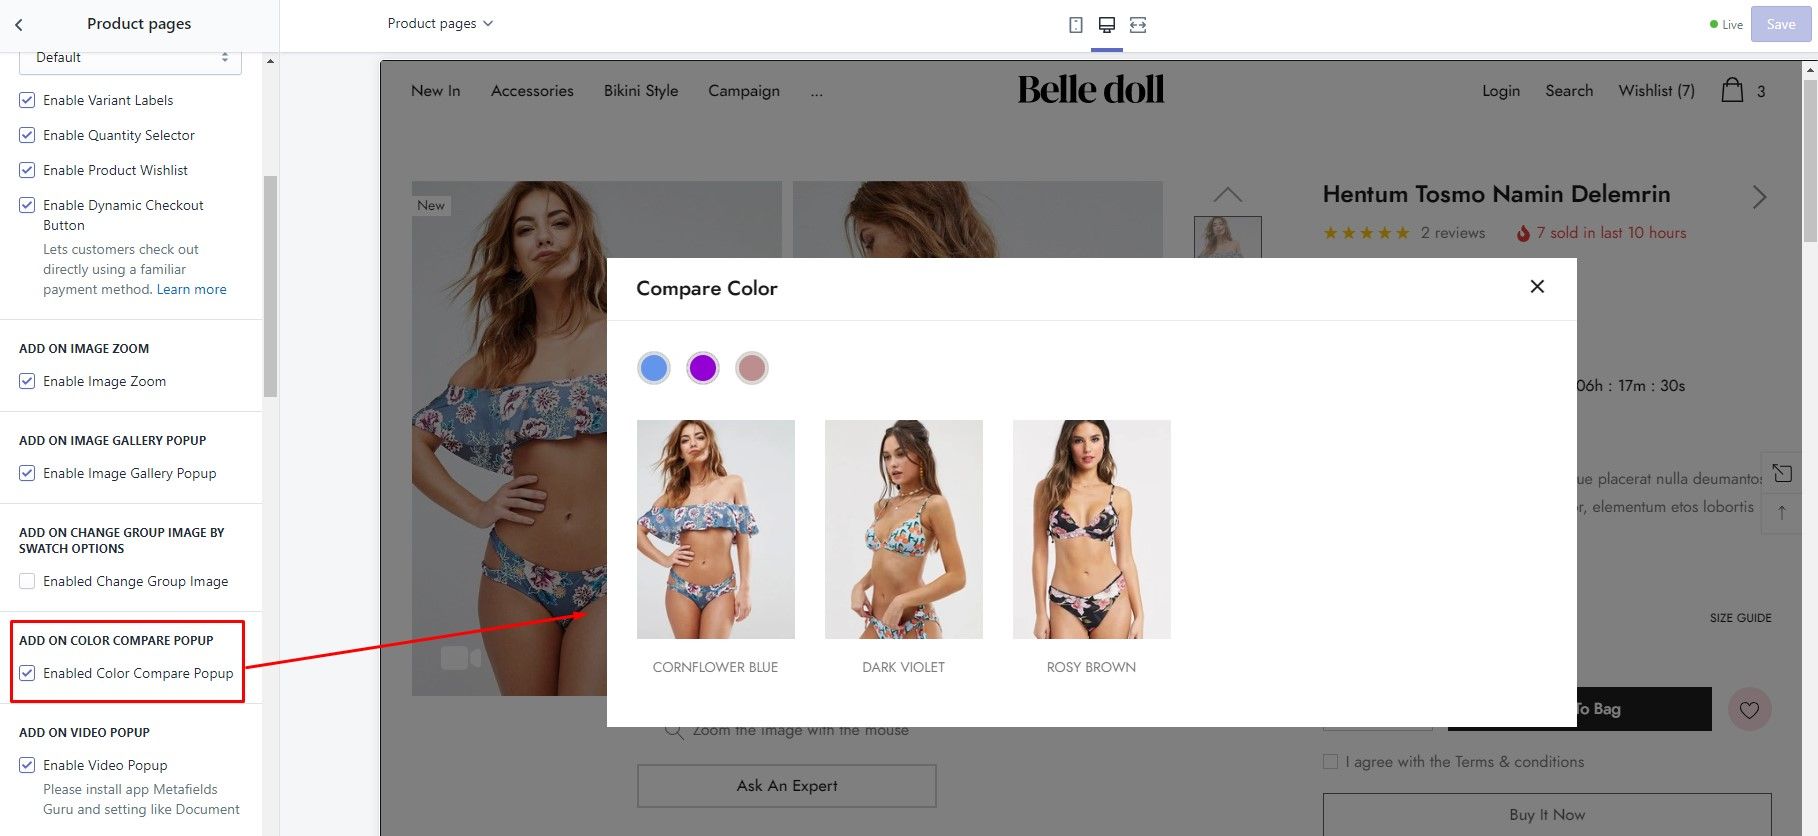 Product pages
Default
Enable Variant Labels
Enable Quantity Selector
Enable Product Wishlist
Enable Dynamic Checkout
Button
Lets customers check out
directly using a familiar
payment method. Learn more
ADD ON IMAGE ZOOM
Enable Image Zoom
ADD ON IMAGE GALLERY POPUP
Enable Image Gallery Popup
ADD ON CHANGE GROUP IMAGE BY
SWATCH OPTIONS
Enabled Change Group Image
ADD ON COLOR COMPARE POPUP
Enabled Color Compare Popup
ADD ON VIDEO POPUP
Enable Video Popup
Please install app Metafields
Guru and setting like Document
Product pages
Live
Save
New In Accessories Bikini Style Campaign ...
Belle doll
Login Search Wishlist (7) 3
New
Hentum Tosmo Namin Delemrin
2 reviews 7 sold in last 10 hours
Compare Color
06h : 17m : 30s
ue placerat nulla deumantos
r, elementum etos lobortis
SIZE GUIDE
CORNFLOWER BLUE DARK VIOLET ROSY BROWN
To Bag
Zoom the image with the mouse
I agree with the Terms & conditions
Ask An Expert
Buy It Now